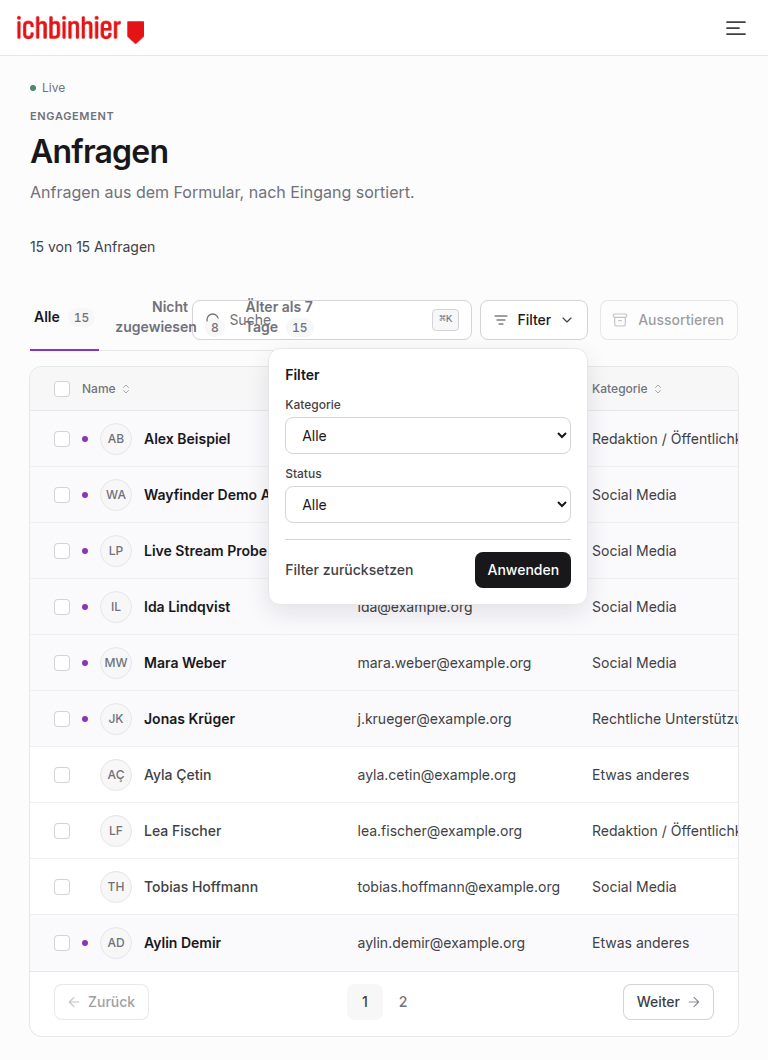 ichbinhier
Live
ENGAGEMENT
Anfragen
Anfragen aus dem Formular, nach Eingang sortiert.
15 von 15 Anfragen
Alle 15
Nicht zugewiesen 8
Älter als 7 Tage 15
Suche
⌘K
Filter
Aussortieren
Filter
Kategorie
Alle
Status
Alle
Filter zurücksetzen
Anwenden
Name
Kategorie
AB Alex Beispiel Redaktion / Öffentlichk
WA Wayfinder Demo A Social Media
LP Live Stream Probe Social Media
IL Ida Lindqvist ida@example.org Social Media
MW Mara Weber mara.weber@example.org Social Media
JK Jonas Krüger j.krueger@example.org Rechtliche Unterstützu
AÇ Ayla Çetin ayla.cetin@example.org Etwas anderes
LF Lea Fischer lea.fischer@example.org Redaktion / Öffentlichk
TH Tobias Hoffmann tobias.hoffmann@example.org Social Media
AD Aylin Demir aylin.demir@example.org Etwas anderes
Zurück 1 2 Weiter